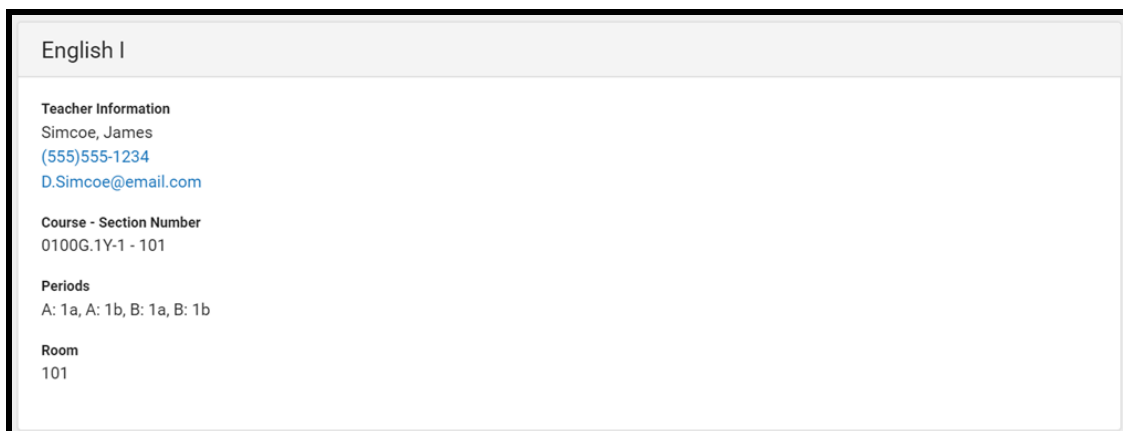 English I
Teacher Information
Simcoe, James
(555)555-1234
D.Simcoe@email.com
Course - Section Number
0100G.1Y-1 - 101
Periods
A: 1a, A: 1b, B: 1a, B: 1b
Room
101